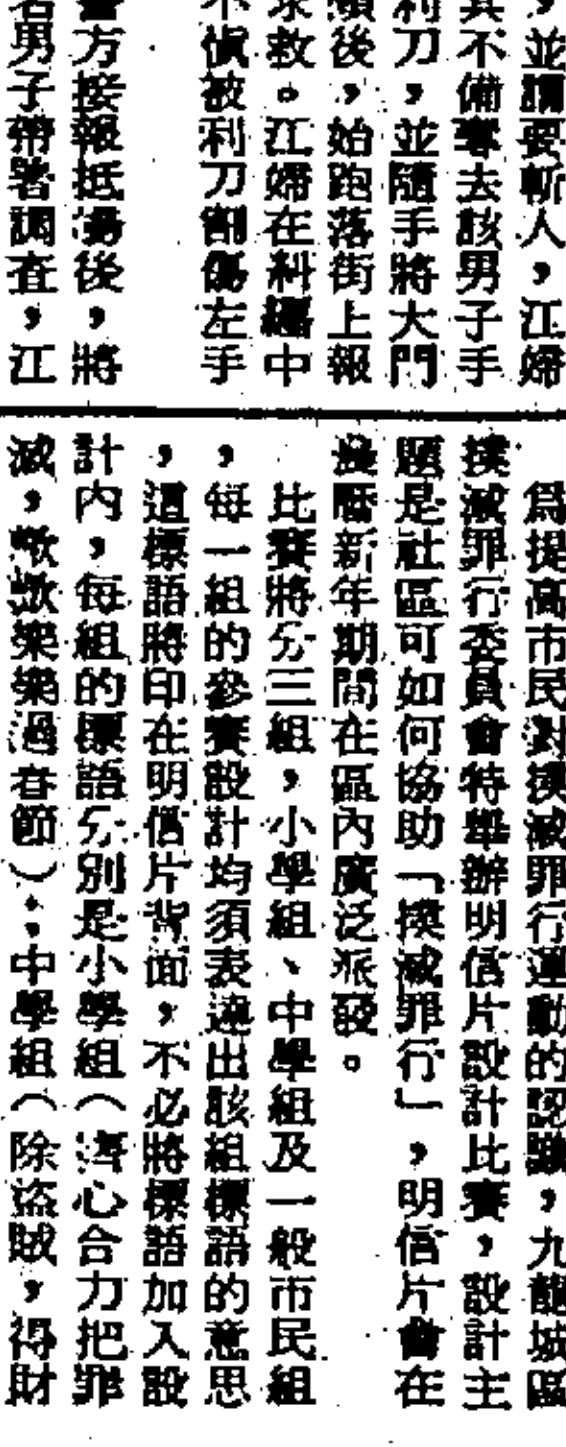 ，並謂要斬人，江婦
其不備奪去該男子手
利刀，並隨手將大門
鎖後，始跑落街上報
求救。江婦在糾纏中
不慎被利刀割傷左手
．
警方接報抵場後，將
名男子帶署調查，江
為提高市民對撲滅罪行運動的認識，九龍城區
撲滅罪行委員會特舉辦明信片設計比賽，設計主
題是社區可如何協助「撲滅罪行」，明信片會在
農曆新年期間在區內廣泛派發。
比賽將分三組，小學組、中學組及一般市民組
，每一組的參賽設計均須表達出該組標語的意思
，這標語將印在明信片背面，不必將標語加入設
計內，每組的標語分別是小學組（齊心合力把罪
滅，歡歡樂樂過春節）；中學組（除盜賊，得財